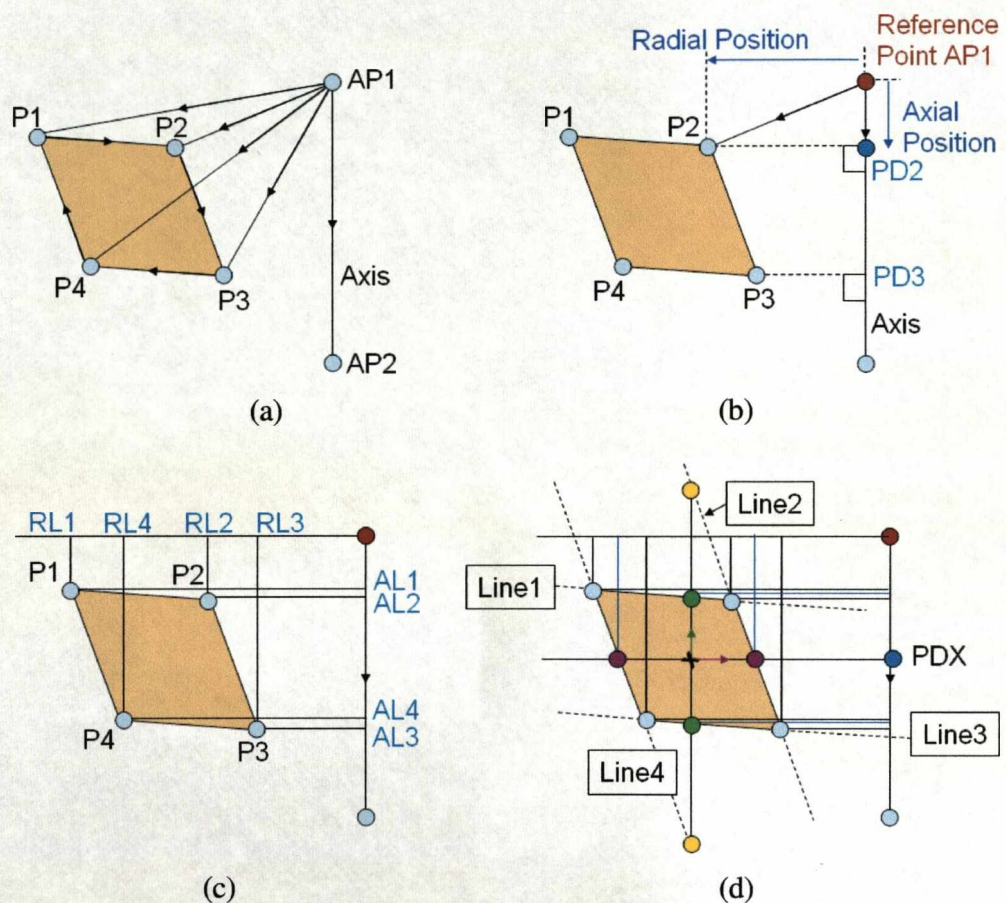 AP1
P1
P2
P4
P3
Axis
AP2
(a)
Radial Position
Reference
Point AP1
P1
P2
Axial
Position
PD2
PD3
P4
P3
Axis
(b)
RL1 RL4 RL2 RL3
P1
P2
AL1
AL2
P4
P3
AL4
AL3
(c)
Line2
Line1
PDX
Line3
Line4
(d)